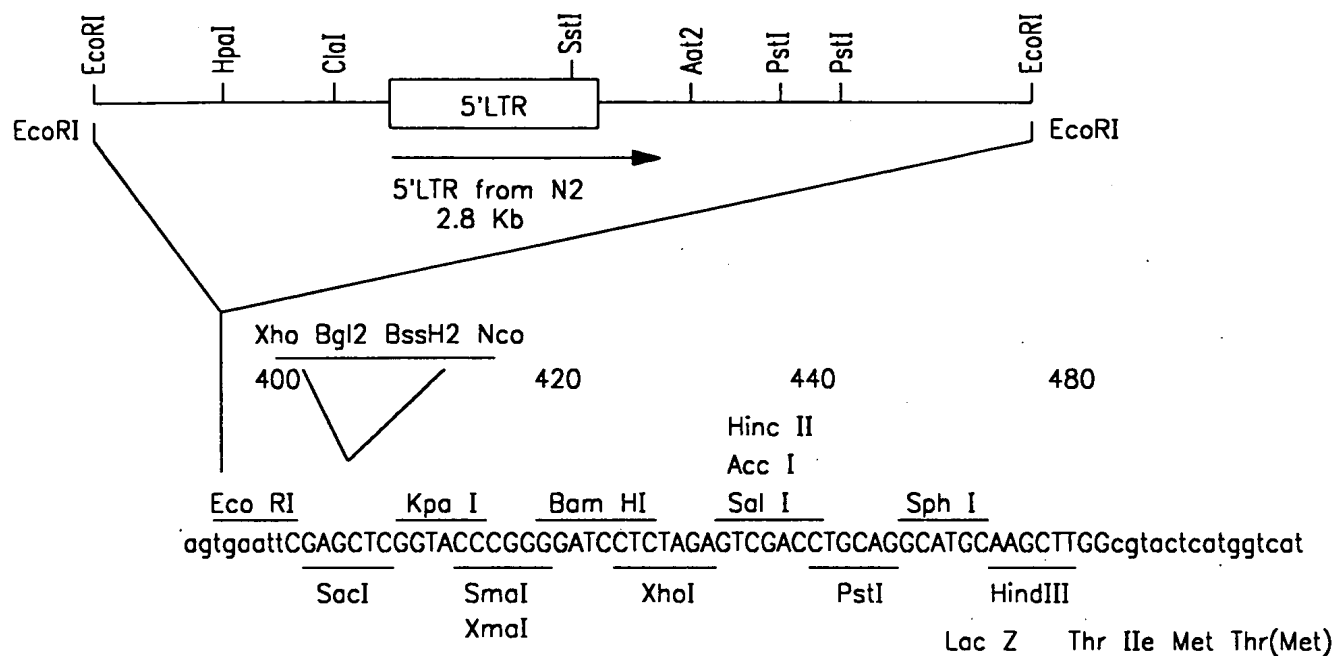 EcoRI HpaI ClaI SstI Aat2 PstI PstI EcoRI
5'LTR
EcoRI EcoRI
5'LTR from N2
2.8 Kb
Xho Bgl2 BssH2 Nco
400 420 440 480
Hinc II
Acc I
Eco RI Kpa I Bam HI Sal I Sph I
agtgaattCGAGCTCGGTACCCGGGGATCCTCTAGAGTCGACCTGCAGGCATGCAAGCTTGGcgtactcatggtcat
SacI SmaI XhoI PstI HindIII
XmaI
Lac Z Thr IIe Met Thr(Met)